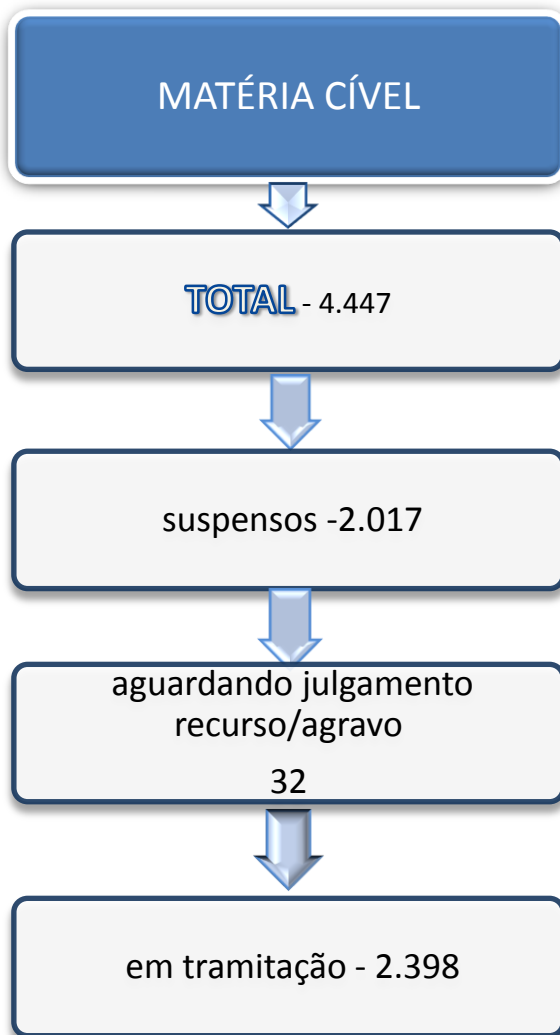 MATÉRIA CÍVEL
TOTAL - 4.447
suspensos -2.017
aguardando julgamento
recurso/agravo
32
em tramitação - 2.398